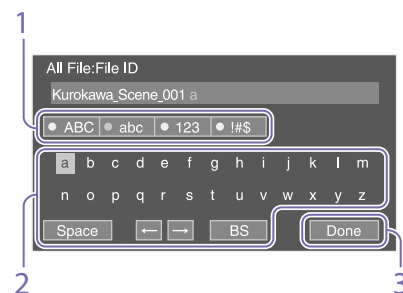 1
All File:File ID
Kurokawa_Scene_001 a
ABC abc 123 !#$
a b c d e f g h i j k l m
n o p q r s t u v w x y z
Space ← → BS Done
2 3